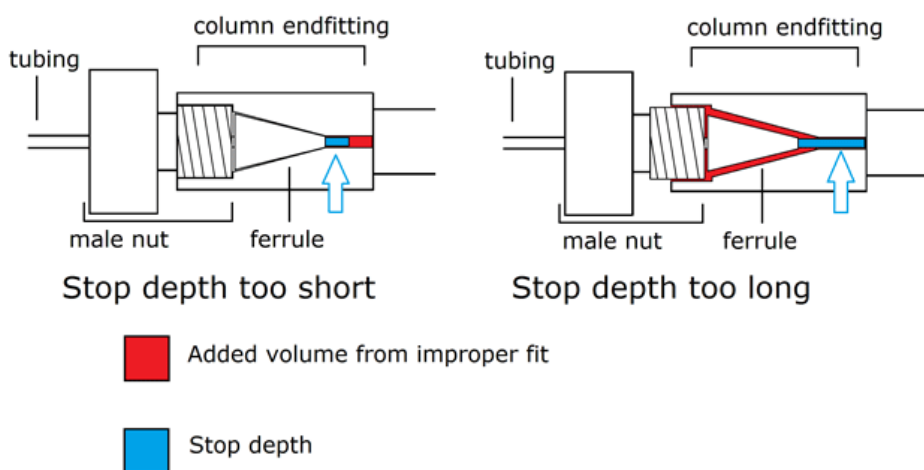 column endfitting
tubing
male nut
ferrule
Stop depth too short
column endfitting
tubing
male nut
ferrule
Stop depth too long
Added volume from improper fit
Stop depth